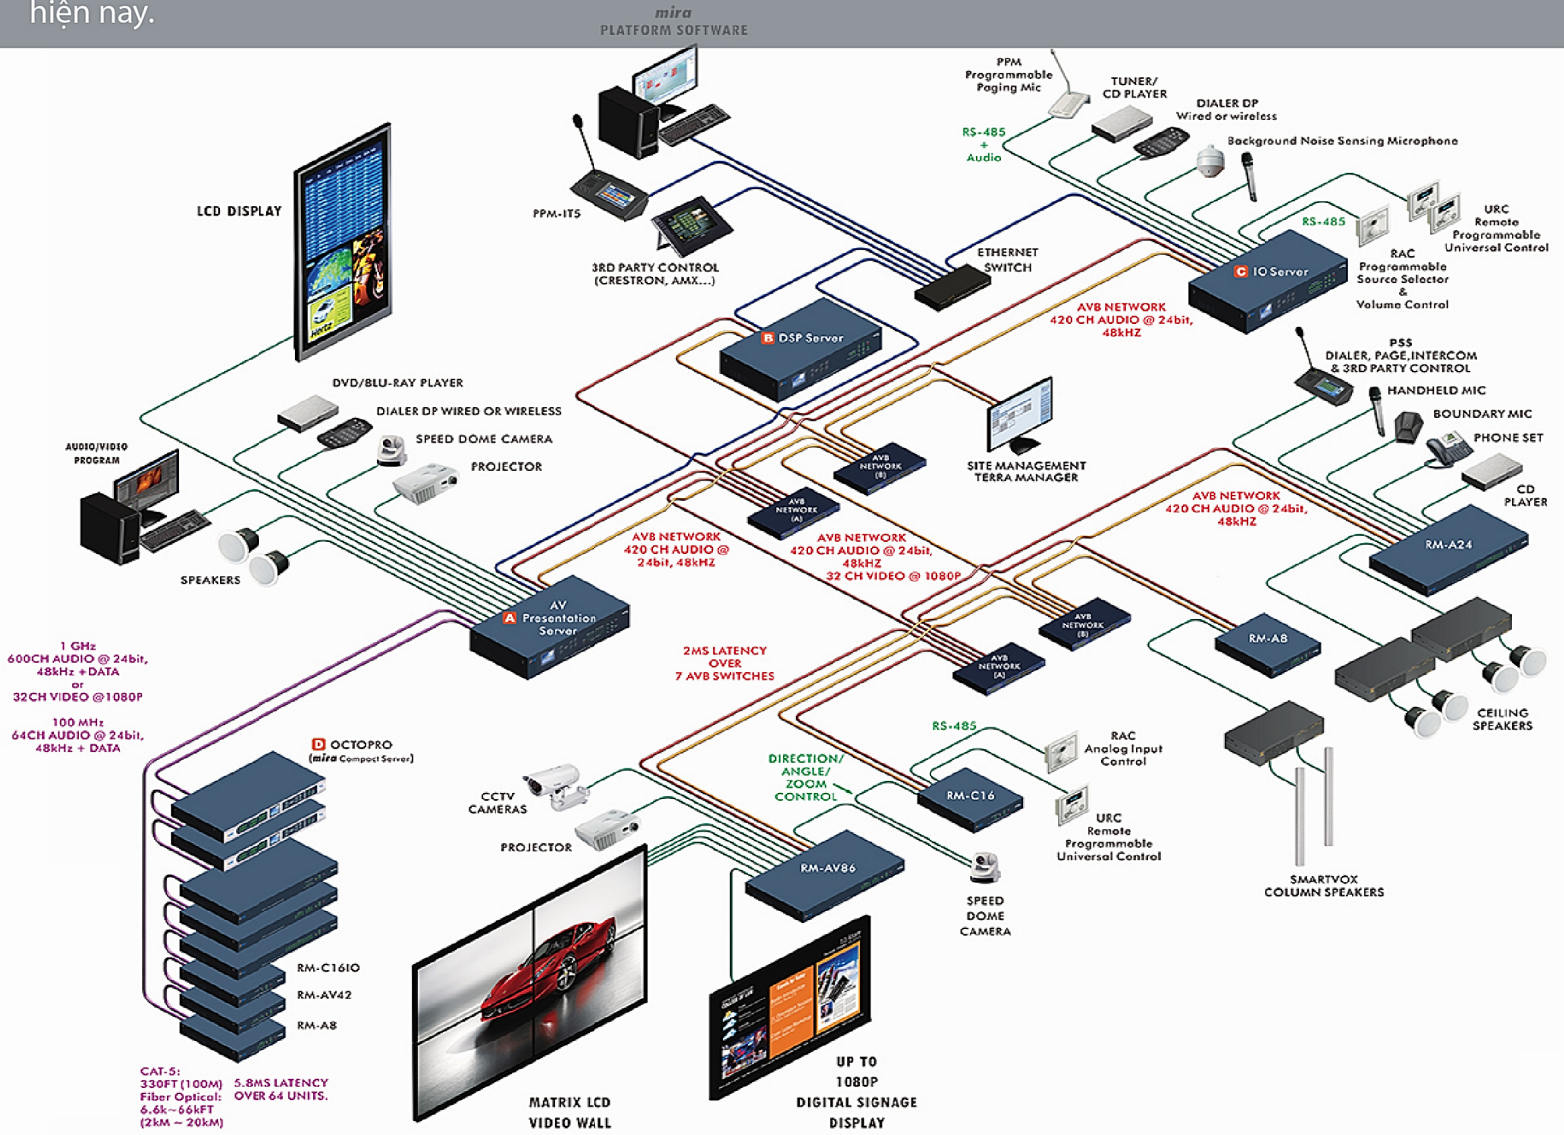 hiện nay.
mira
PLATFORM SOFTWARE
PPM
Programmable
Paging Mic
TUNER/
CD PLAYER
DIALER DP
Wired or wireless
Background Noise Sensing Microphone
RS-485
+
Audio
LCD DISPLAY
PPM-IT5
3RD PARTY CONTROL
(CRESTRON, AMX...)
ETHERNET
SWITCH
RS-485
URC
Remote
Programmable
Universal Control
RAC
Programmable
Source Selector
&
Volume Control
C IO Server
AVB NETWORK
420 CH AUDIO @ 24bit,
48kHZ
B DSP Server
Hertz
PSS
DIALER, PAGE,INTERCOM
& 3RD PARTY CONTROL
HANDHELD MIC
BOUNDARY MIC
PHONE SET
CD
PLAYER
DVD/BLU-RAY PLAYER
DIALER DP WIRED OR WIRELESS
SPEED DOME CAMERA
PROJECTOR
AUDIO/VIDEO
PROGRAM
SPEAKERS
AVB
NETWORK
(B)
AVB
NETWORK
(A)
SITE MANAGEMENT
TERRA MANAGER
AVB NETWORK
420 CH AUDIO @ 24bit,
48kHZ
RM-A24
AVB NETWORK
420 CH AUDIO @
24bit, 48kHZ
AVB NETWORK
420 CH AUDIO @ 24bit,
48kHZ
32 CH VIDEO @ 1080P
A AV
Presentation
Server
AVB
NETWORK
(B)
AVB
NETWORK
(A)
RM-A8
1 GHz
600CH AUDIO @ 24bit,
48kHz +DATA
or
32CH VIDEO @1080P
100 MHz
64CH AUDIO @ 24bit,
48kHz + DATA
2MS LATENCY
OVER
7 AVB SWITCHES
CEILING
SPEAKERS
D OCTOPRO
(mira Compact Server)
RS-485
RAC
Analog Input
Control
DIRECTION/
ANGLE/
ZOOM
CONTROL
CCTV
CAMERAS
RM-C16
URC
Remote
Programmable
Universal Control
PROJECTOR
RM-AV86
SMARTVOX
COLUMN SPEAKERS
SPEED
DOME
CAMERA
RM-C16IO
RM-AV42
RM-A8
CAT-5:
330FT (100M)
Fiber Optical:
6.6k~66kFT
(2kM ~ 20kM)
5.8MS LATENCY
OVER 64 UNITS.
MATRIX LCD
VIDEO WALL
UP TO
1080P
DIGITAL SIGNAGE
DISPLAY